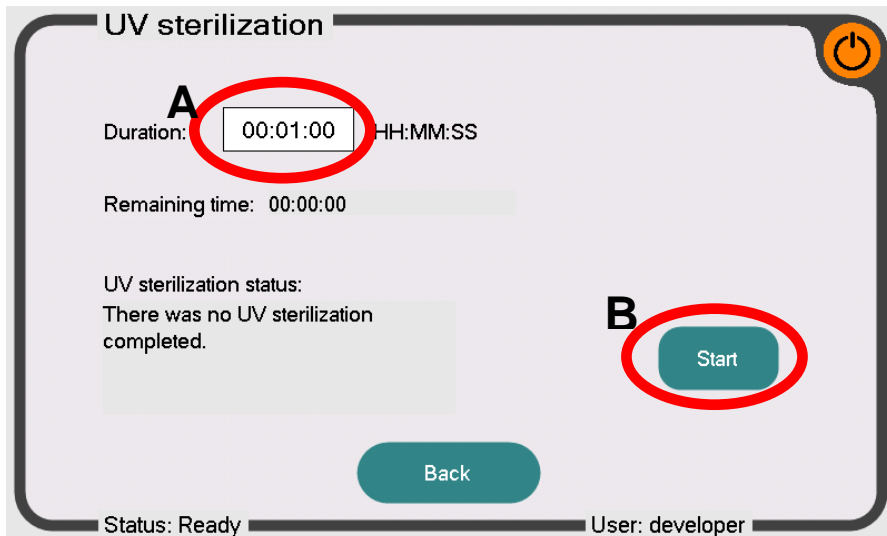 UV sterilization
A
Duration: 00:01:00 HH:MM:SS
Remaining time: 00:00:00
UV sterilization status:
There was no UV sterilization
completed.
B
Start
Back
Status: Ready User: developer